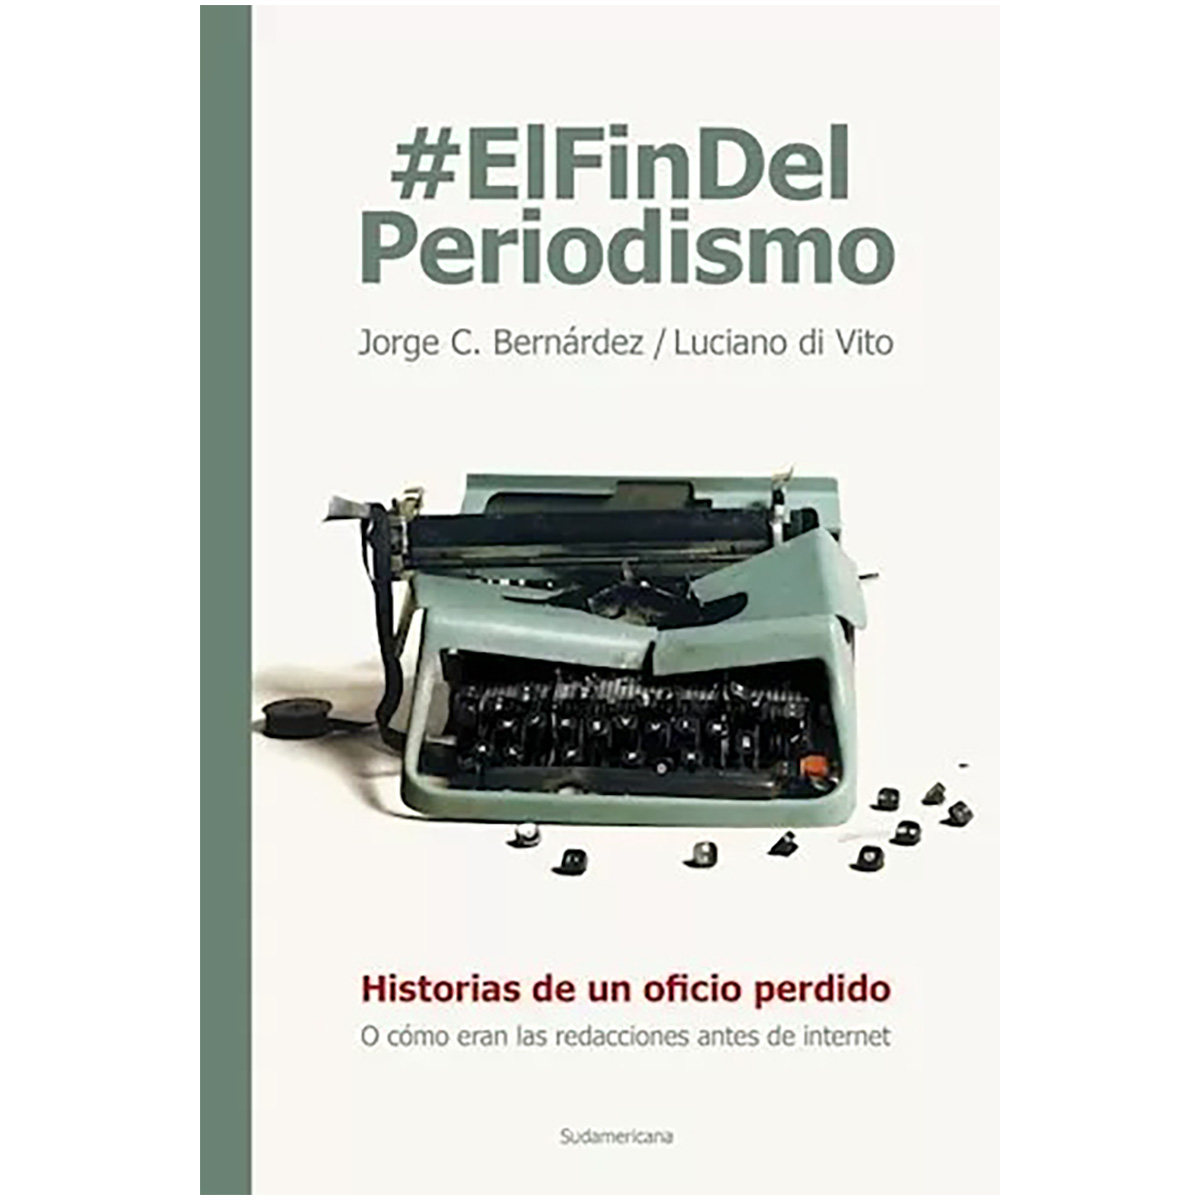 #ElFinDel
Periodismo
Jorge C. Bernárdez / Luciano di Vito
Historias de un oficio perdido
O cómo eran las redacciones antes de internet
Sudamericana